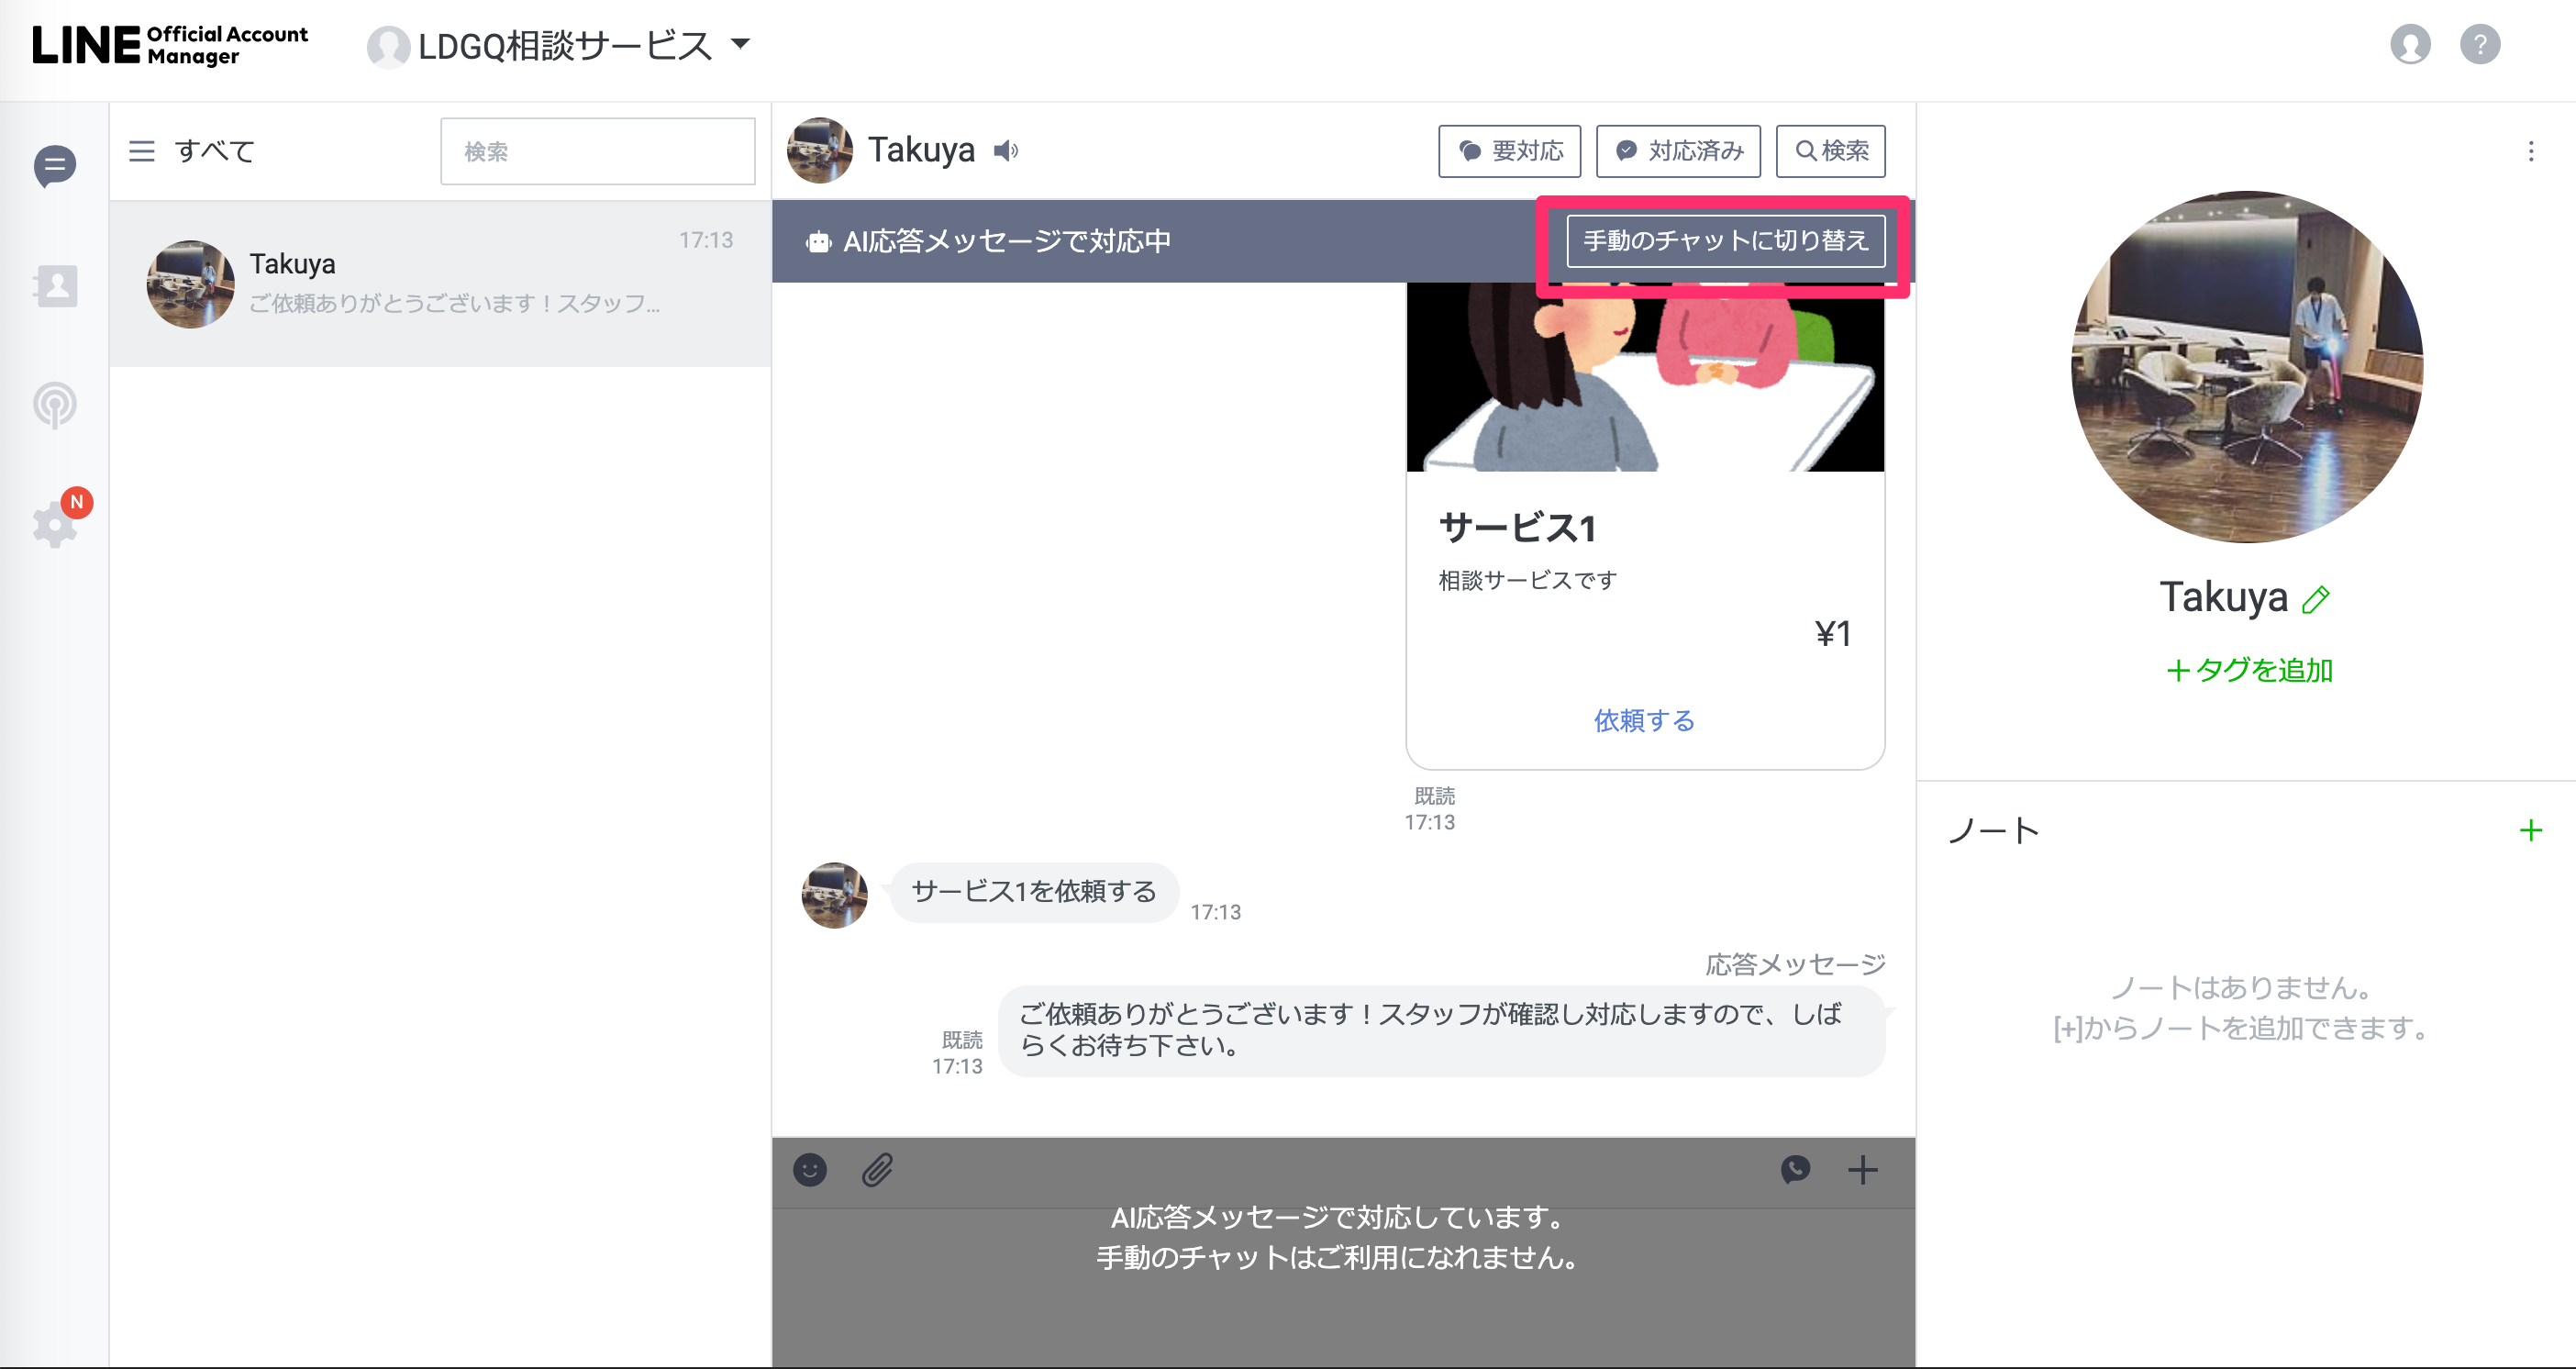 LINE Official Account Manager
LDGQ相談サービス
?
すべて
検索
Takuya
要対応
対応済み
検索
17:13
Takuya
ご依頼ありがとうございます！スタッフ...
AI応答メッセージで対応中
手動のチャットに切り替え
N
サービス1
相談サービスです
¥1
依頼する
既読
17:13
サービス1を依頼する
17:13
応答メッセージ
ご依頼ありがとうございます！スタッフが確認し対応しますので、しば
らくお待ち下さい。
既読
17:13
AI応答メッセージで対応しています。
手動のチャットはご利用になれません。
Takuya
＋タグを追加
ノート
+
ノートはありません。
[+]からノートを追加できます。